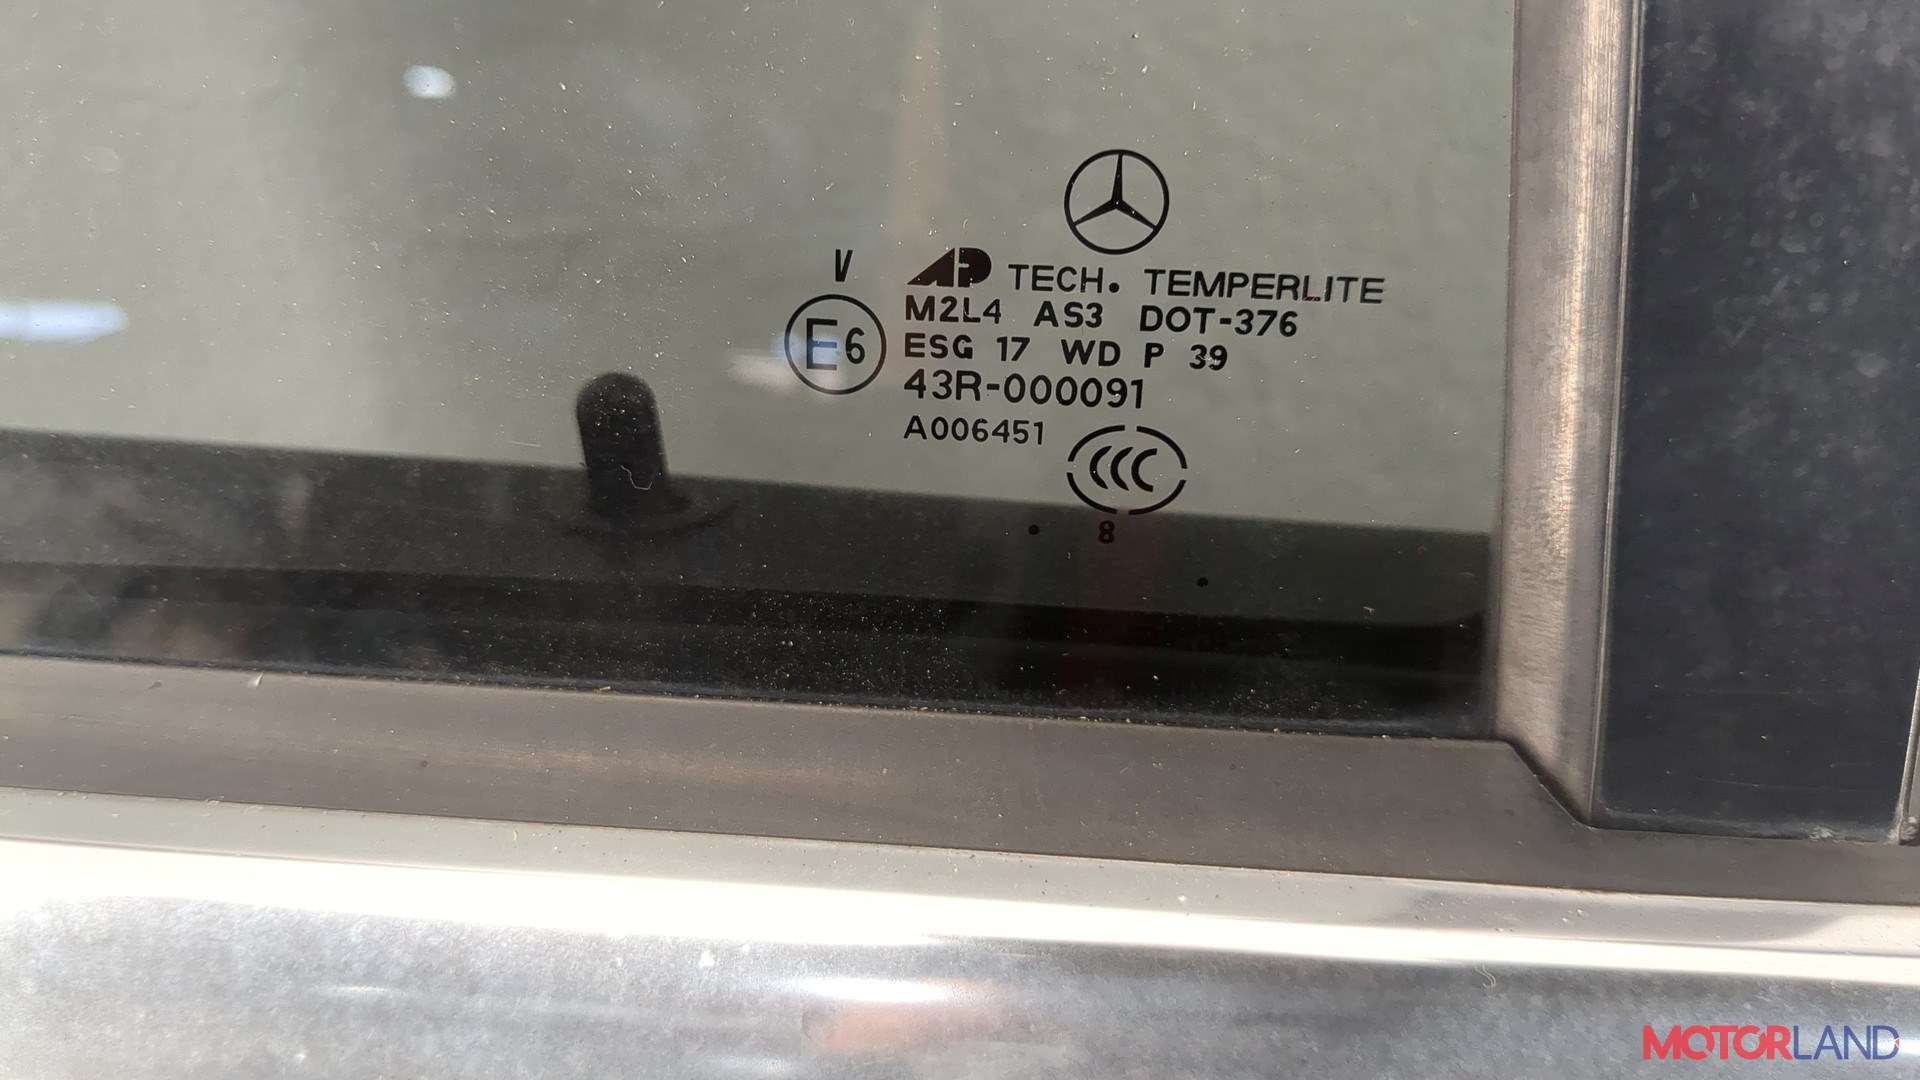 V
AP TECH. TEMPERLITE
M2L4 AS3 DOT-376
E6
ESG 17 WD P 39
43R-000091
A006451
CCC
8
MOTORLAND